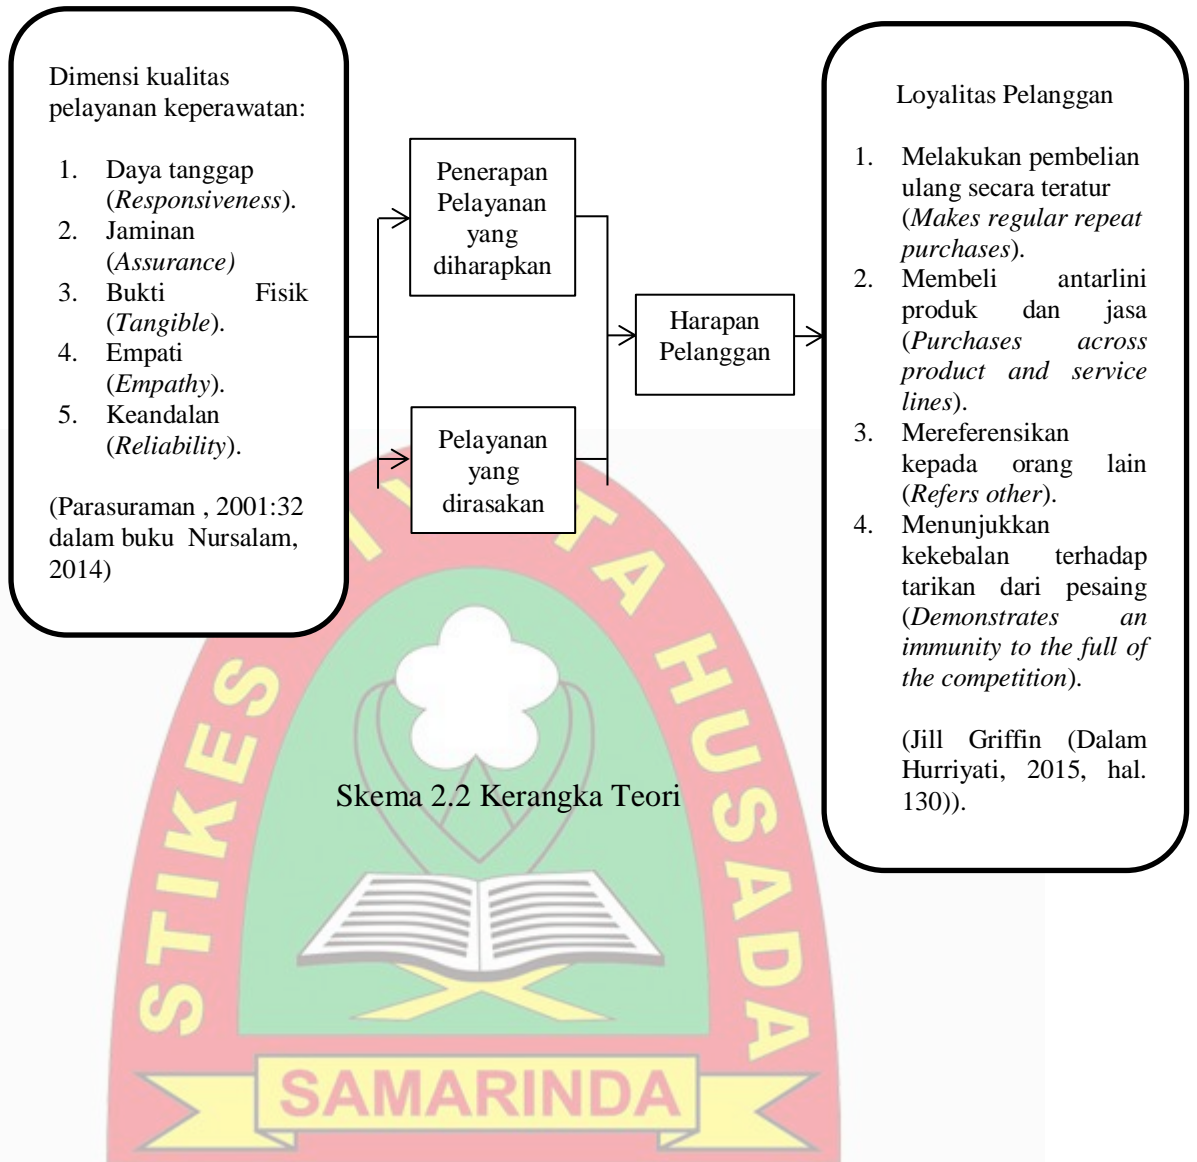 Dimensi kualitas
pelayanan keperawatan:
1. Daya tanggap
(Responsiveness).
2. Jaminan
(Assurance)
3. Bukti Fisik
(Tangible).
4. Empati
(Empathy).
5. Keandalan
(Reliability).
(Parasuraman , 2001:32
dalam buku Nursalam,
2014)
Penerapan
Pelayanan
yang
diharapkan
Pelayanan
yang
dirasakan
Harapan
Pelanggan
Loyalitas Pelanggan
1. Melakukan pembelian
ulang secara teratur
(Makes regular repeat
purchases).
2. Membeli antarlini
produk dan jasa
(Purchases across
product and service
lines).
3. Mereferensikan
kepada orang lain
(Refers other).
4. Menunjukkan
kekebalan terhadap
tarikan dari pesaing
(Demonstrates an
immunity to the full of
the competition).
(Jill Griffin (Dalam
Hurriyati, 2015, hal.
130)).
Skema 2.2 Kerangka Teori
STIKES
HUSADA
SAMARINDA